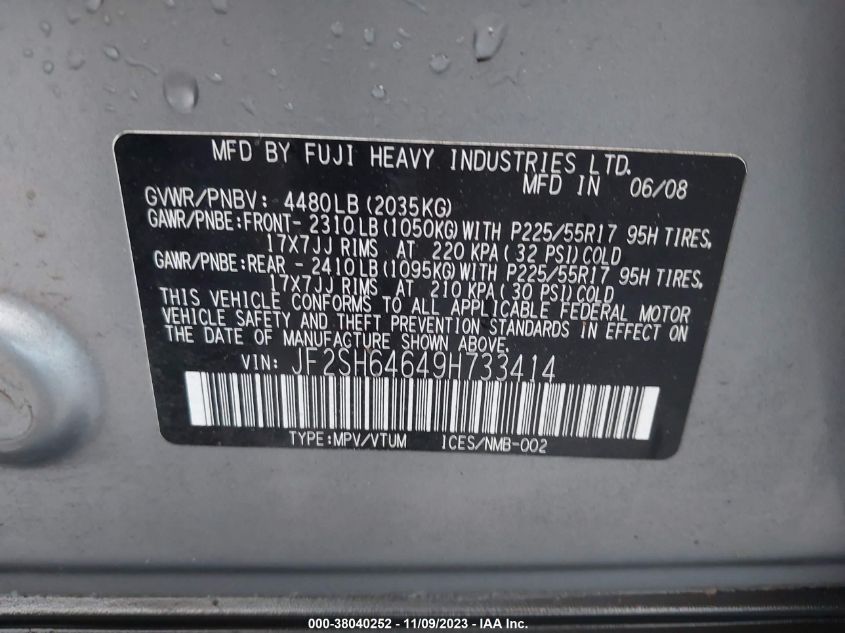 MFD BY FUJI HEAVY INDUSTRIES LTD.
MFD IN 06/08
GVWR/PNBV: 4480LB (2035KG)
GAWR/PNBE:FRONT- 2310LB (1050KG) WITH P225/55R17 95H TIRES,
17X7JJ RIMS AT 220 KPA ( 32 PSI) COLD
GAWR/PNBE:REAR - 2410LB (1095KG) WITH P225/55R17 95H TIRES,
17X7JJ RIMS AT 210 KPA ( 30 PSI) COLD
THIS VEHICLE CONFORMS TO ALL APPLICABLE FEDERAL MOTOR
VEHICLE SAFETY AND THEFT PREVENTION STANDARDS IN EFFECT ON
THE DATE OF MANUFACTURE SHOWN ABOVE.
VIN: JF2SH64649H733414
TYPE:MPV/VTUM ICES/NMB-002
000-38040252 - 11/09/2023 - IAA Inc.